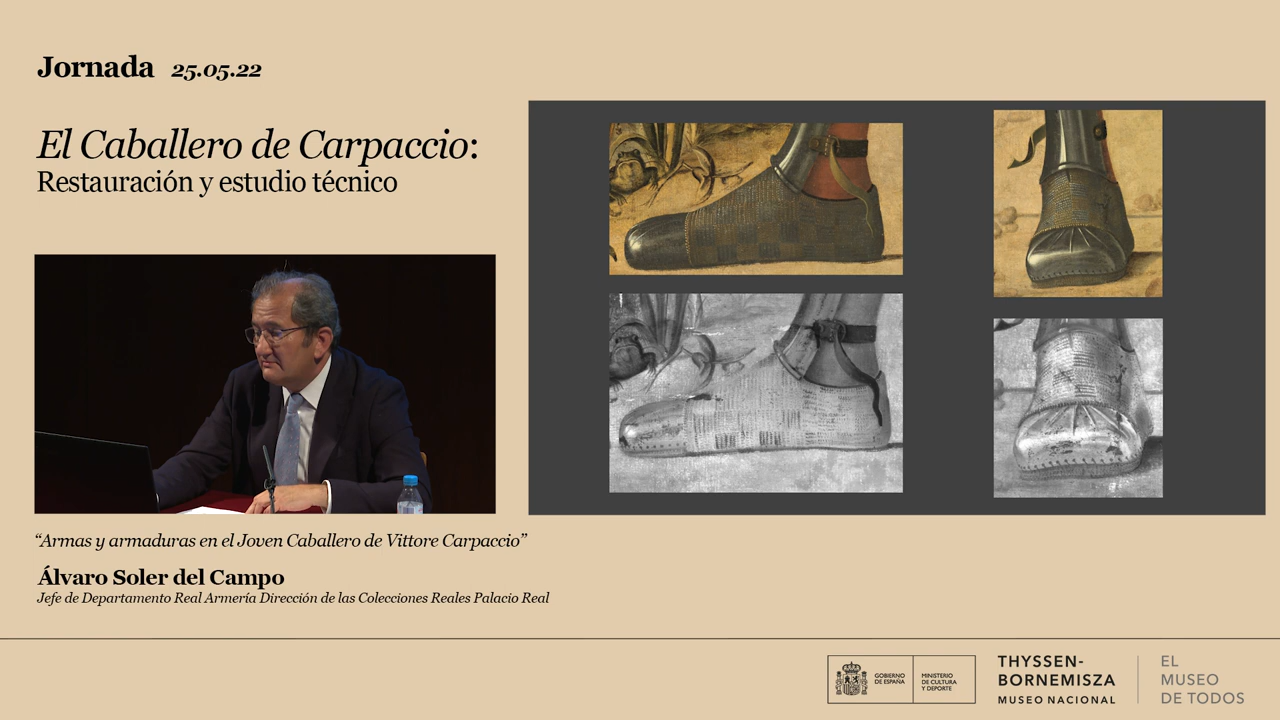 Jornada 25.05.22
El Caballero de Carpaccio:
Restauración y estudio técnico
“Armas y armaduras en el Joven Caballero de Vittore Carpaccio”
Álvaro Soler del Campo
Jefe de Departamento Real Armería Dirección de las Colecciones Reales Palacio Real
GOBIERNO
DE ESPAÑA
MINISTERIO
DE CULTURA
Y DEPORTE
THYSSEN-
BORNEMISZA
MUSEO NACIONAL
EL
MUSEO
DE TODOS